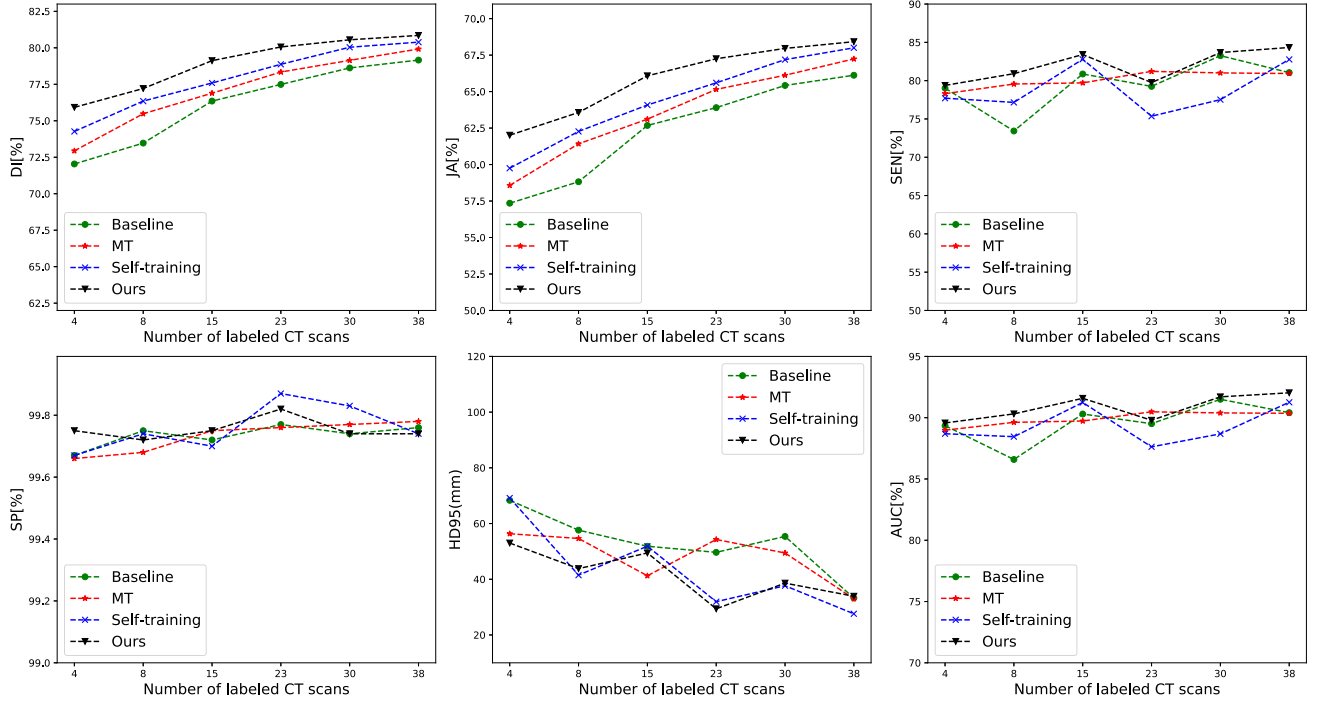 82.5
80.0
77.5
75.0
72.5
70.0
67.5
65.0
62.5
DI[%]
Baseline
MT
Self-training
Ours
4 8 15 23 30 38
Number of labeled CT scans
70.0
67.5
65.0
62.5
60.0
57.5
55.0
52.5
50.0
JA[%]
Baseline
MT
Self-training
Ours
4 8 15 23 30 38
Number of labeled CT scans
90
85
80
75
70
65
60
55
50
SEN[%]
Baseline
MT
Self-training
Ours
4 8 15 23 30 38
Number of labeled CT scans
99.8
99.6
99.4
99.2
99.0
SP[%]
Baseline
MT
Self-training
Ours
4 8 15 23 30 38
Number of labeled CT scans
120
100
80
60
40
20
HD95(mm)
Baseline
MT
Self-training
Ours
4 8 15 23 30 38
Number of labeled CT scans
95
90
85
80
75
70
AUC[%]
Baseline
MT
Self-training
Ours
4 8 15 23 30 38
Number of labeled CT scans